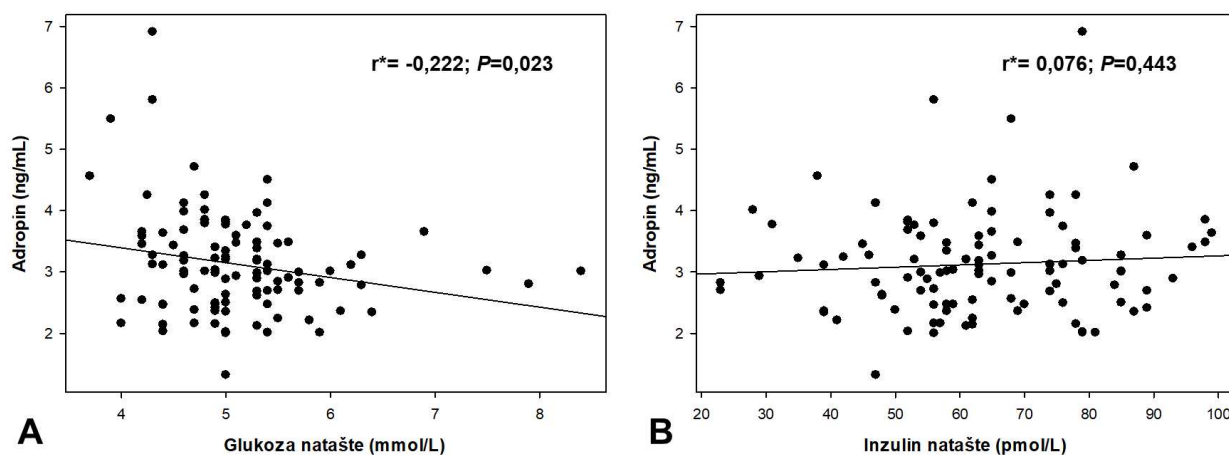 r*= -0,222; P=0,023
7
6
5
4
3
2
Adropin (ng/mL)
4 5 6 7 8
Glukoza natašte (mmol/L)
A
r*= 0,076; P=0,443
7
6
5
4
3
2
Adropin (ng/mL)
20 30 40 50 60 70 80 90 100
Inzulin natašte (pmol/L)
B